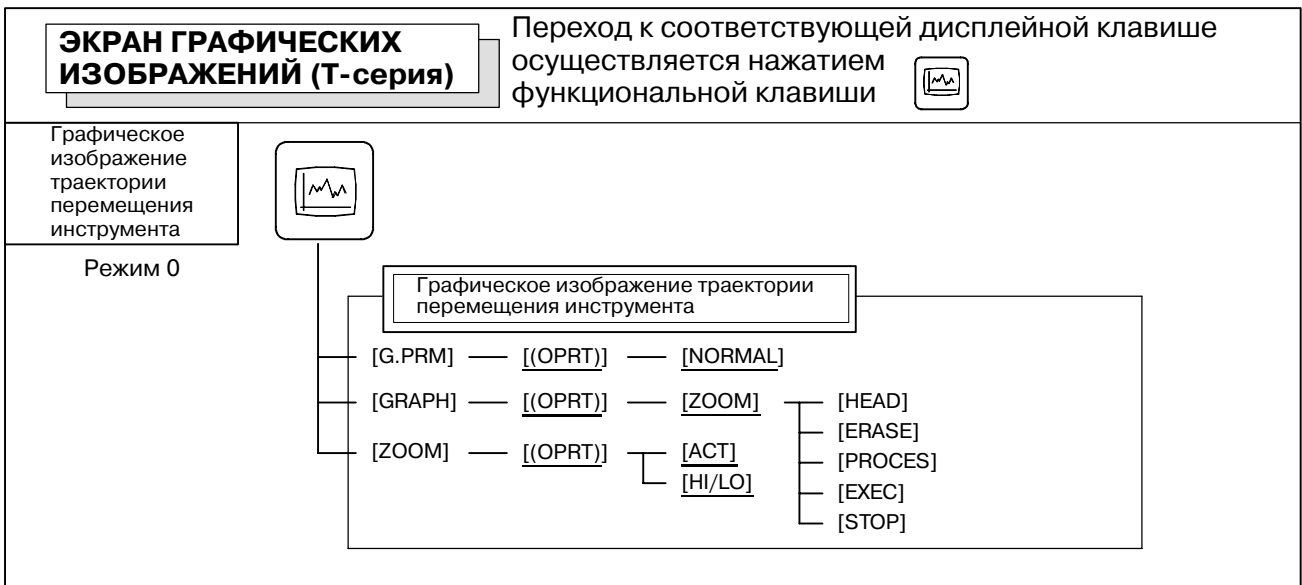 ЭКРАН ГРАФИЧЕСКИХ
ИЗОБРАЖЕНИЙ (Т-серия)
Переход к соответствующей дисплейной клавише
осуществляется нажатием
функциональной клавиши
Графическое
изображение
траектории
перемещения
инструмента
Режим 0
Графическое изображение траектории
перемещения инструмента
[G.PRM] [(OPRT)] [NORMAL]
[GRAPH] [(OPRT)] [ZOOM] [HEAD]
[ERASE]
[ZOOM] [(OPRT)] [ACT] [PROCES]
[HI/LO] [EXEC]
[STOP]